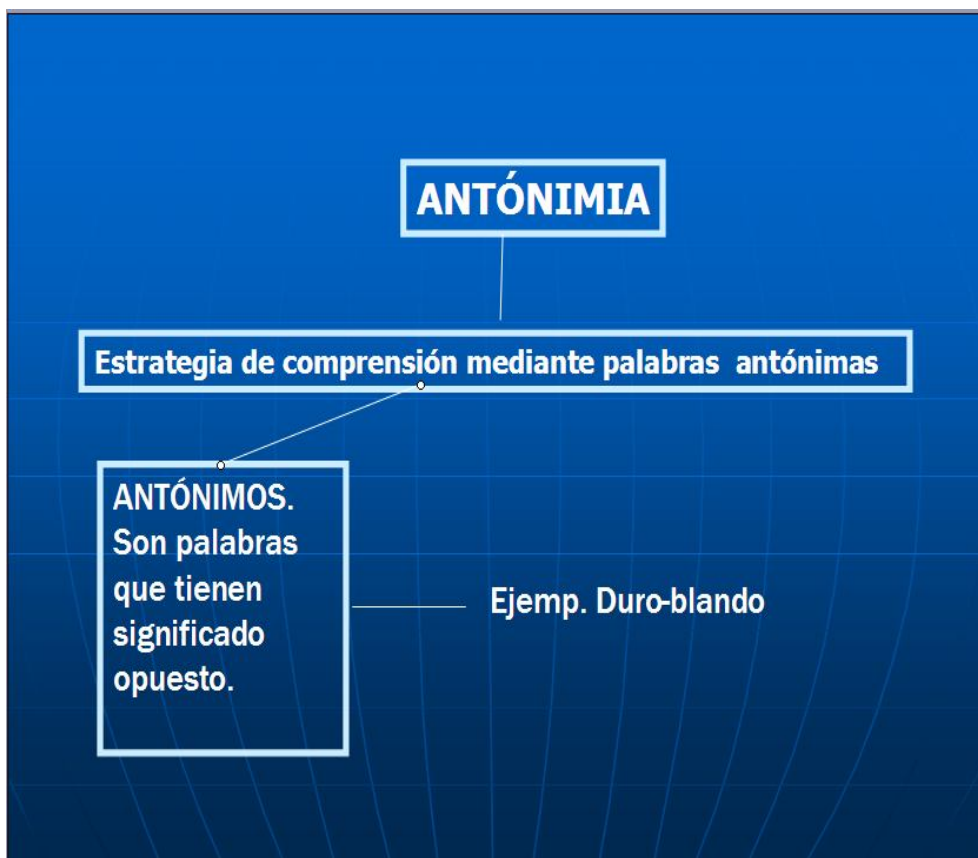 ANTÓNIMIA
Estrategia de comprensión mediante palabras antónimas
ANTÓNIMOS.
Son palabras
que tienen
significado
opuesto.
Ejemp. Duro-blando